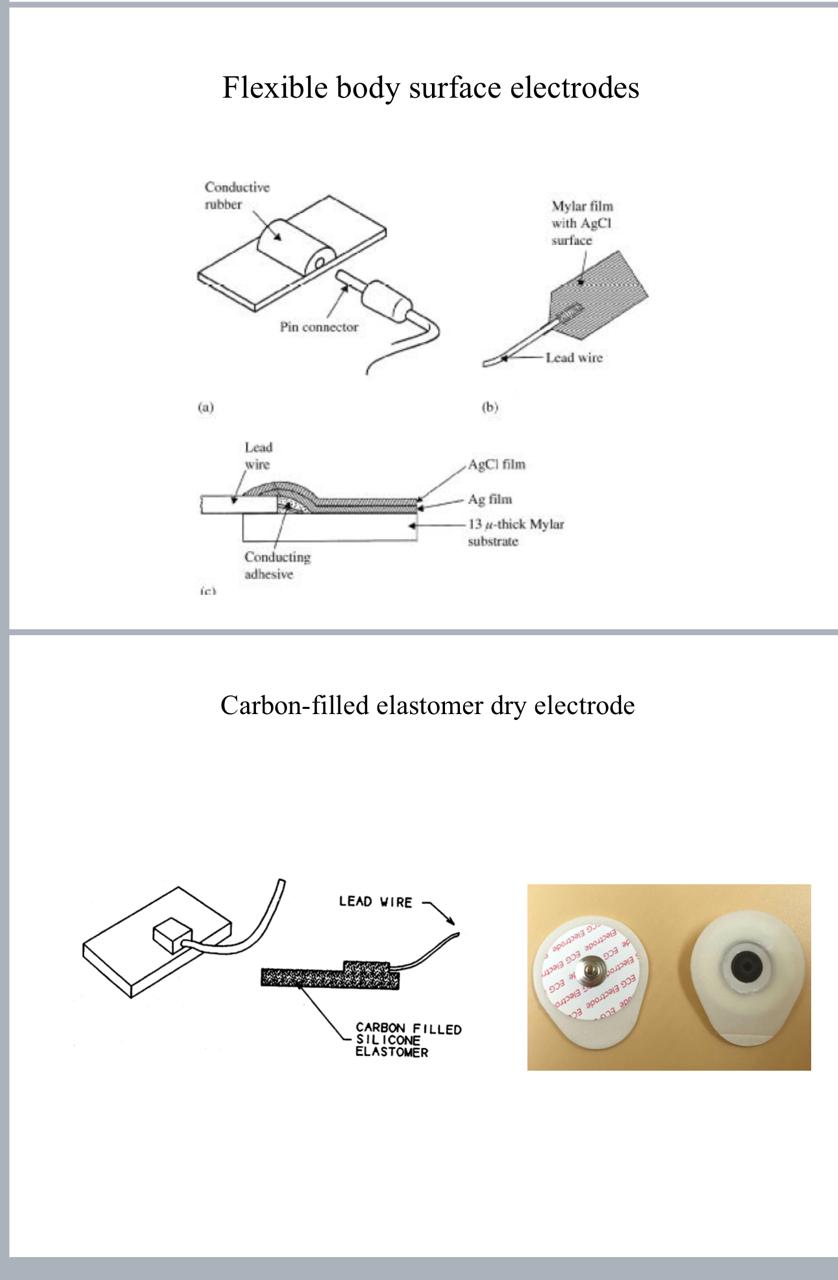 Flexible body surface electrodes
Conductive
rubber
Pin connector
(a)
Mylar film
with AgCl
surface
Lead wire
(b)
Lead
wire
AgCl film
Ag film
13 μ-thick Mylar
substrate
Conducting
adhesive
(c)
Carbon-filled elastomer dry electrode
LEAD WIRE
CARBON FILLED
SILICONE
ELASTOMER
ECG Electrode
ECG Electrode
ECG Electrode
ECG Electrode